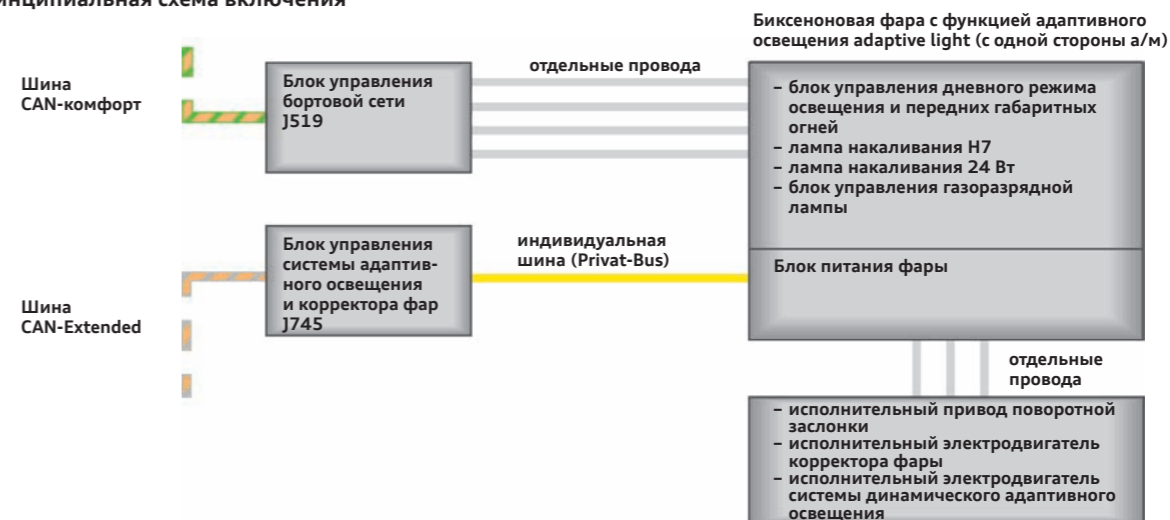 Принципиальная схема включения
Биксеноновая фара с функцией адаптивного
освещения adaptive light (с одной стороны а/м)
Шина
CAN-комфорт
Блок управления
бортовой сети
J519
отдельные провода
– блок управления дневного режима
освещения и передних габаритных
огней
– лампа накаливания H7
– лампа накаливания 24 Вт
– блок управления газоразрядной
лампы
Шина
CAN-Extended
Блок управления
системы адаптив-
ного освещения
и корректора фар
J745
индивидуальная
шина (Privat-Bus)
Блок питания фары
отдельные
провода
– исполнительный привод поворотной
заслонки
– исполнительный электродвигатель
корректора фары
– исполнительный электродвигатель
системы динамического адаптивного
освещения